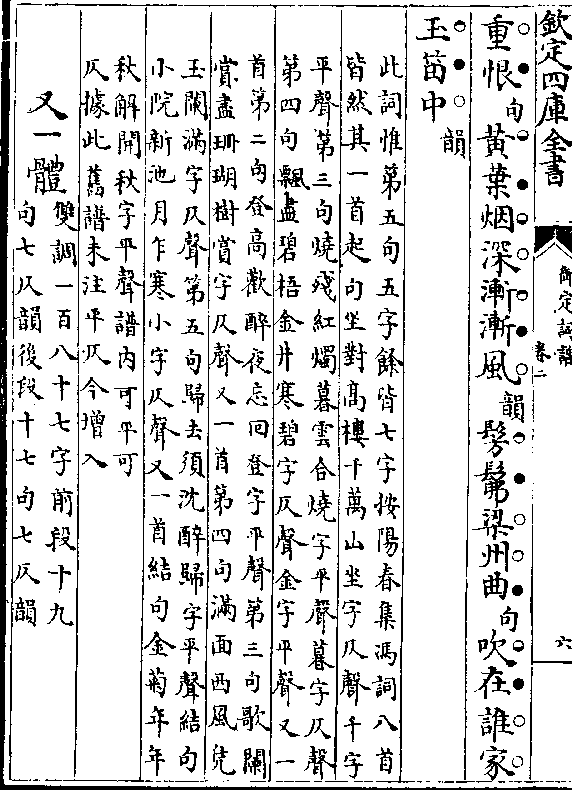 欽定四庫全書
御定詞譜
卷二
六
重恨句黃葉烟深漸漸風韻髣髴梁州曲句吹在誰家
玉笛中韻
此詞惟第五句五字餘皆七字按陽春集馮詞八首
皆然其一首起句坐對高樓千萬山坐字仄聲千字
平聲第三句燒殘紅燭暮雲合燒字平聲暮字仄聲
第四句飄盡碧梧金井寒碧字仄聲金字平聲又一
首第二句登高歡醉夜忘回登字平聲第三句歌闌
賞盡珊瑚樹賞字仄聲又一首第四句滿面西風凭
玉闌滿字仄聲第五句歸去須沈醉歸字平聲結句
小院新池月乍寒小字仄聲又一首結句金菊年年
秋解開秋字平聲譜內可平可
仄據此舊譜未注平仄今增入
又一體
雙調一百八十七字前段十九
句七仄韻後段十七句七仄韻